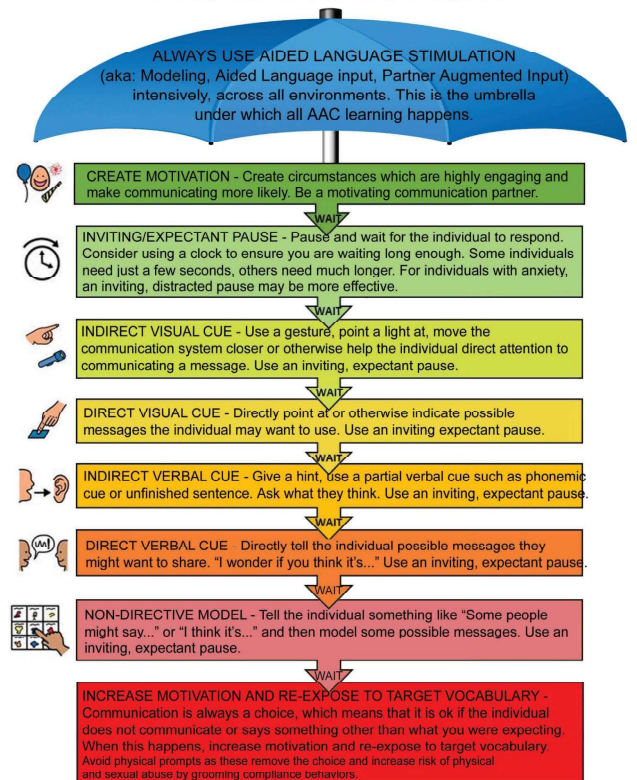 ALWAYS USE AIDED LANGUAGE STIMULATION
(aka: Modeling, Aided Language input, Partner Augmented Input)
intensively, across all environments. This is the umbrella
under which all AAC learning happens.
CREATE MOTIVATION - Create circumstances which are highly engaging and
make communicating more likely. Be a motivating communication partner.
WAIT
INVITING/EXPECTANT PAUSE - Pause and wait for the individual to respond.
Consider using a clock to ensure you are waiting long enough. Some individuals
need just a few seconds, others need much longer. For individuals with anxiety,
an inviting, distracted pause may be more effective.
WAIT
INDIRECT VISUAL CUE - Use a gesture, point a light at, move the
communication system closer or otherwise help the individual direct attention to
communicating a message. Use an inviting, expectant pause.
WAIT
DIRECT VISUAL CUE - Directly point at or otherwise indicate possible
messages the individual may want to use. Use an inviting expectant pause.
WAIT
INDIRECT VERBAL CUE - Give a hint, use a partial verbal cue such as phonemic
cue or unfinished sentence. Ask what they think. Use an inviting, expectant pause.
WAIT
DIRECT VERBAL CUE - Directly tell the individual possible messages they
might want to share. "I wonder if you think it's..." Use an inviting, expectant pause.
WAIT
NON-DIRECTIVE MODEL - Tell the individual something like "Some people
might say..." or "I think it's..." and then model some possible messages. Use an
inviting, expectant pause.
WAIT
INCREASE MOTIVATION AND RE-EXPOSE TO TARGET VOCABULARY -
Communication is always a choice, which means that it is ok if the individual
does not communicate or says something other than what you were expecting.
When this happens, increase motivation and re-expose to target vocabulary.
Avoid physical prompts as these remove the choice and increase risk of physical
and sexual abuse by grooming compliance behaviors.